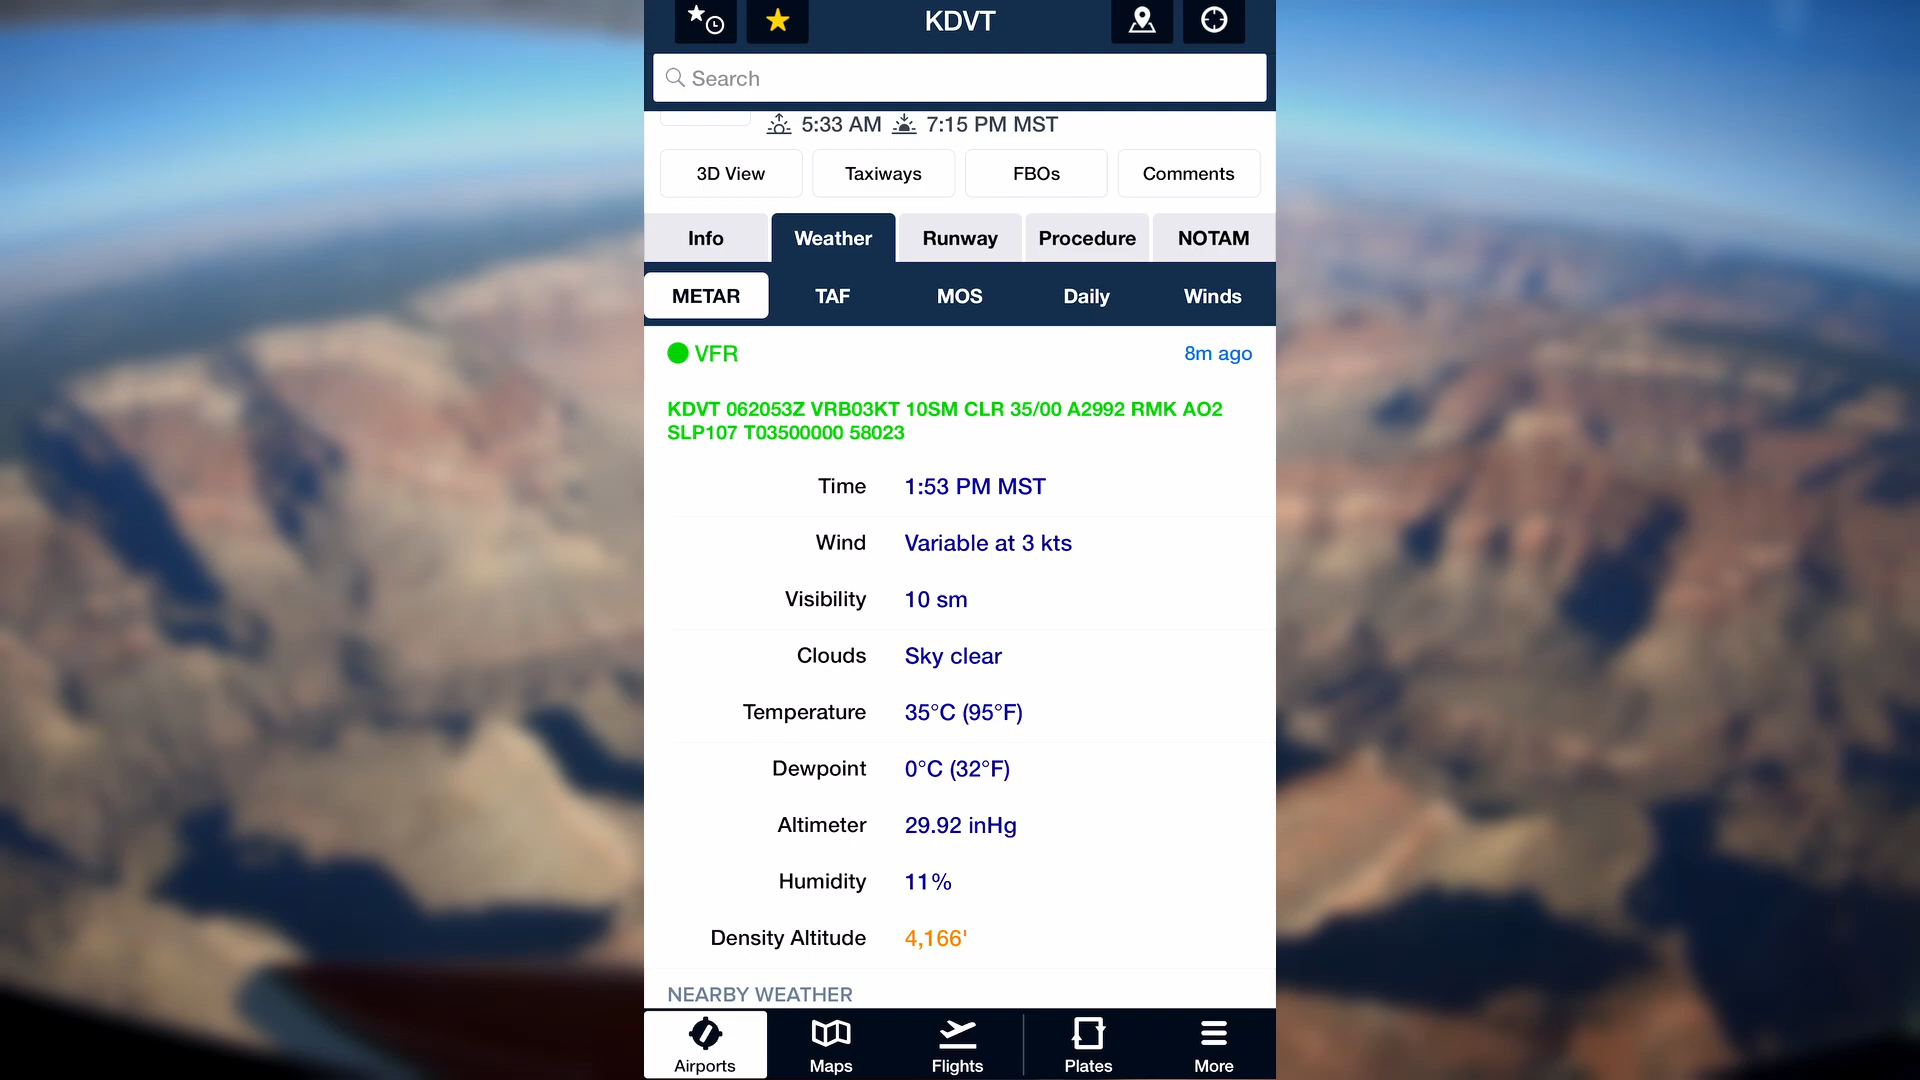 KDVT
Search
5:33 AM 7:15 PM MST
3D View Taxiways FBOs Comments
Info Weather Runway Procedure NOTAM
METAR TAF MOS Daily Winds
VFR 8m ago
KDVT 062053Z VRB03KT 10SM CLR 35/00 A2992 RMK AO2
SLP107 T03500000 58023
Time 1:53 PM MST
Wind Variable at 3 kts
Visibility 10 sm
Clouds Sky clear
Temperature 35°C (95°F)
Dewpoint 0°C (32°F)
Altimeter 29.92 inHg
Humidity 11%
Density Altitude 4,166'
NEARBY WEATHER
Airports Maps Flights Plates More